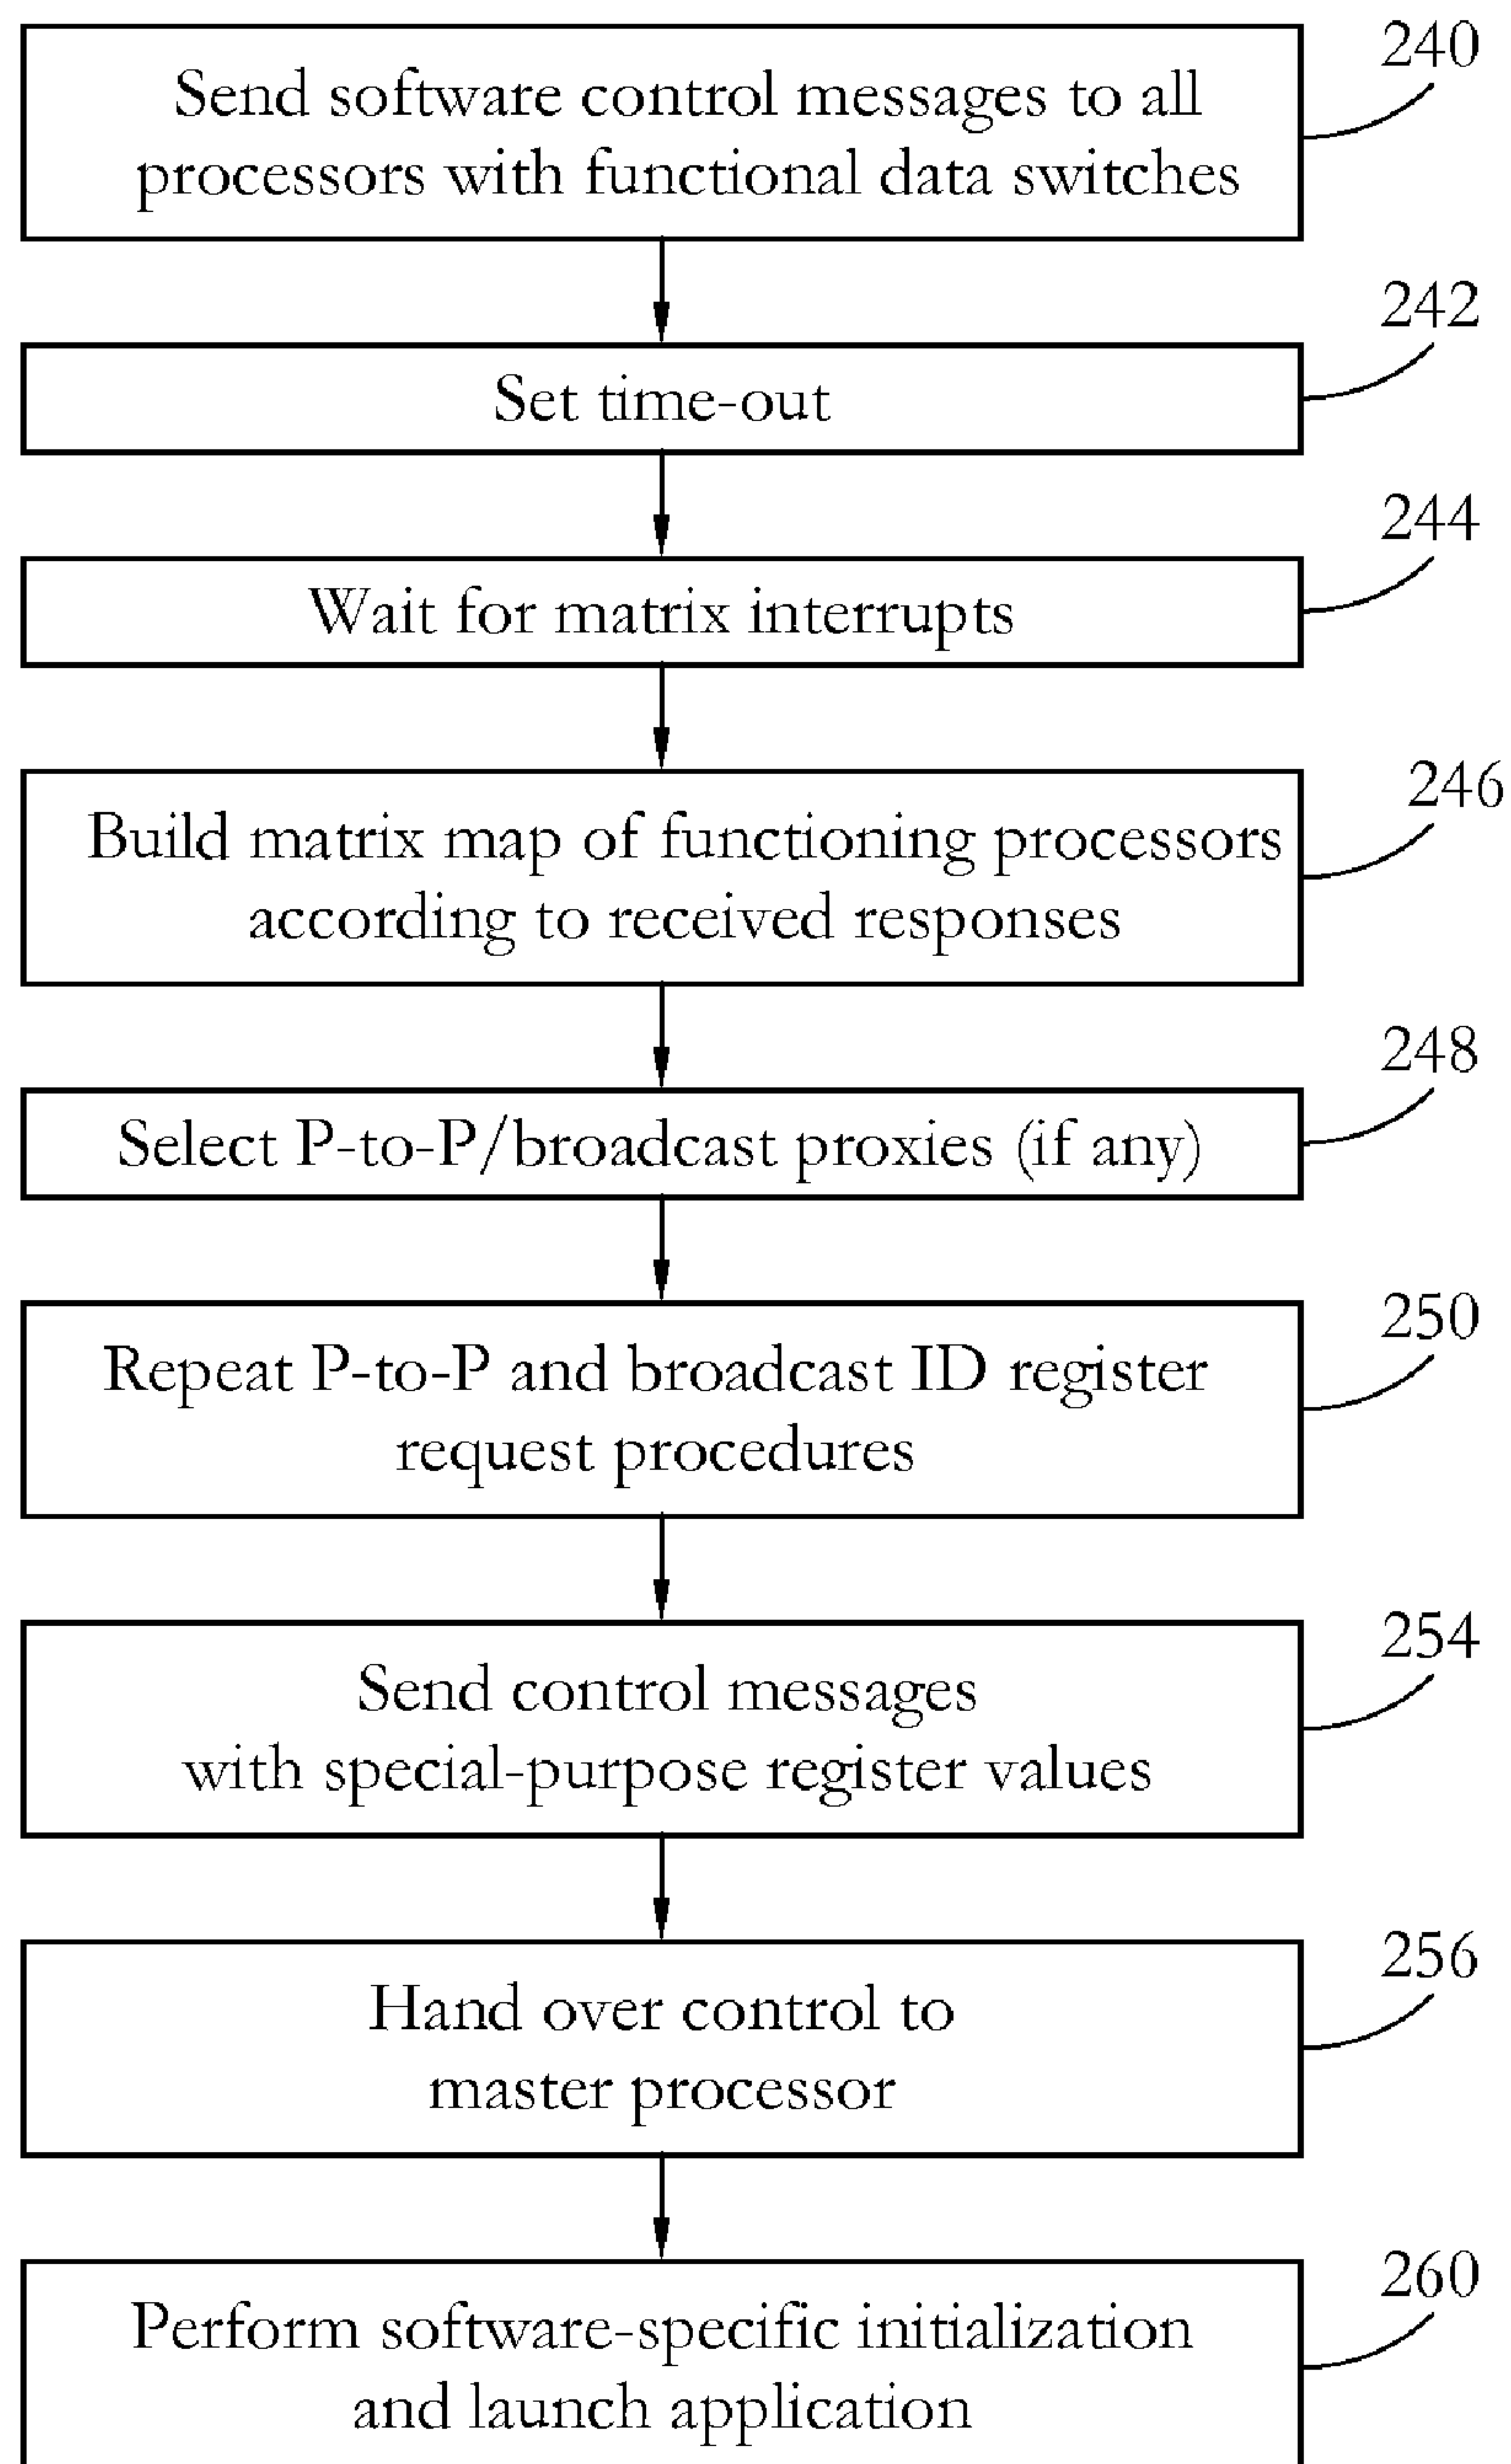 240
Send software control messages to all
processors with functional data switches
242
Set time-out
244
Wait for matrix interrupts
246
Build matrix map of functioning processors
according to received responses
248
Select P-to-P/broadcast proxies (if any)
250
Repeat P-to-P and broadcast ID register
request procedures
254
Send control messages
with special-purpose register values
256
Hand over control to
master processor
260
Perform software-specific initialization
and launch application